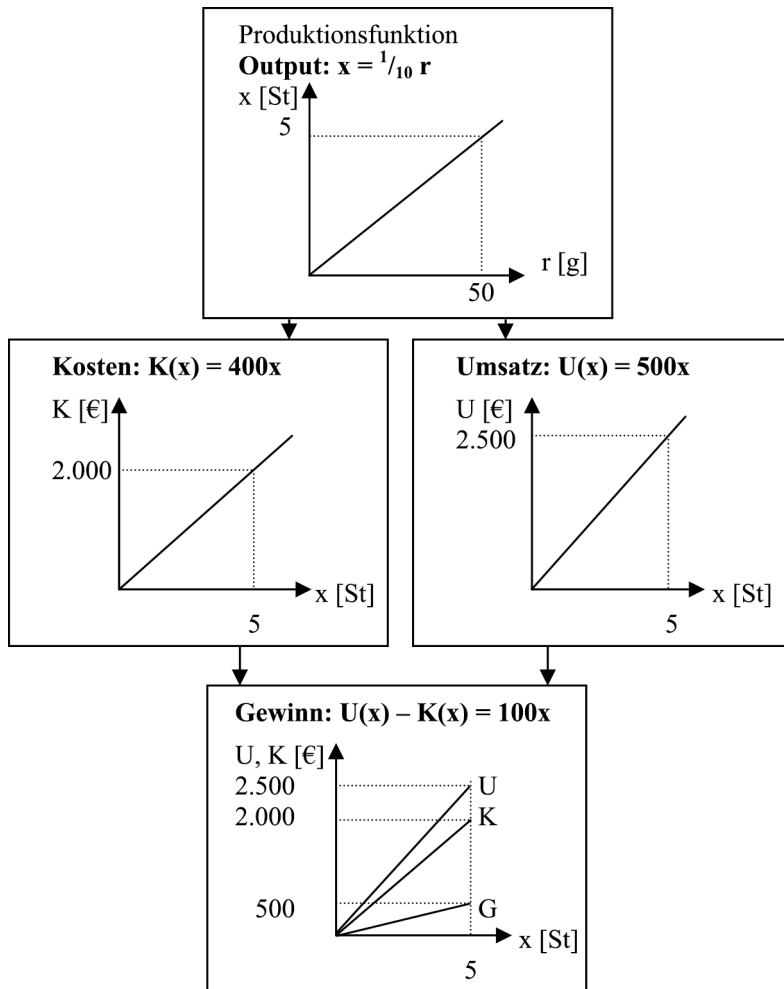 Produktionsfunktion
Output: x = 1/10 r
x [St]
5
r [g]
50
Kosten: K(x) = 400x
K [€]
2.000
x [St]
5
Umsatz: U(x) = 500x
U [€]
2.500
x [St]
5
Gewinn: U(x) – K(x) = 100x
U, K [€]
2.500
U
2.000
K
500
G
x [St]
5